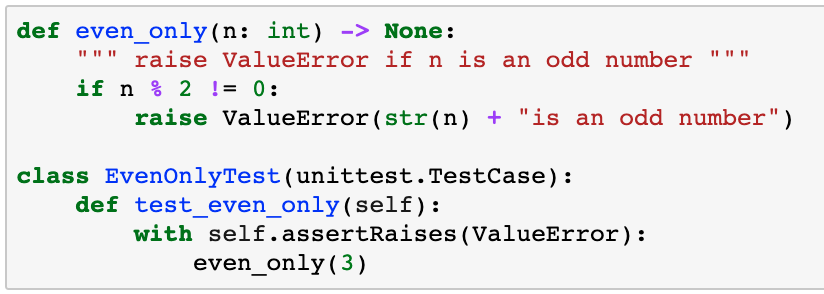 def even_only(n: int) -> None:
    """ raise ValueError if n is an odd number """
    if n % 2 != 0:
        raise ValueError(str(n) + "is an odd number")

class EvenOnlyTest(unittest.TestCase):
    def test_even_only(self):
        with self.assertRaises(ValueError):
            even_only(3)